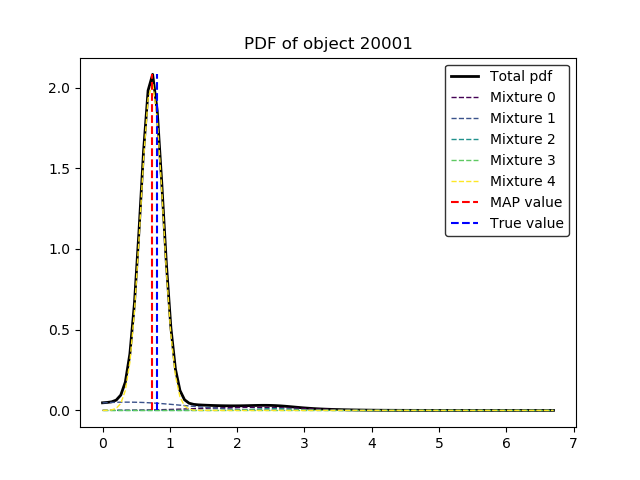 PDF of object 20001
Total pdf
Mixture 0
Mixture 1
Mixture 2
Mixture 3
Mixture 4
MAP value
True value
2.0
1.5
1.0
0.5
0.0
0 1 2 3 4 5 6 7